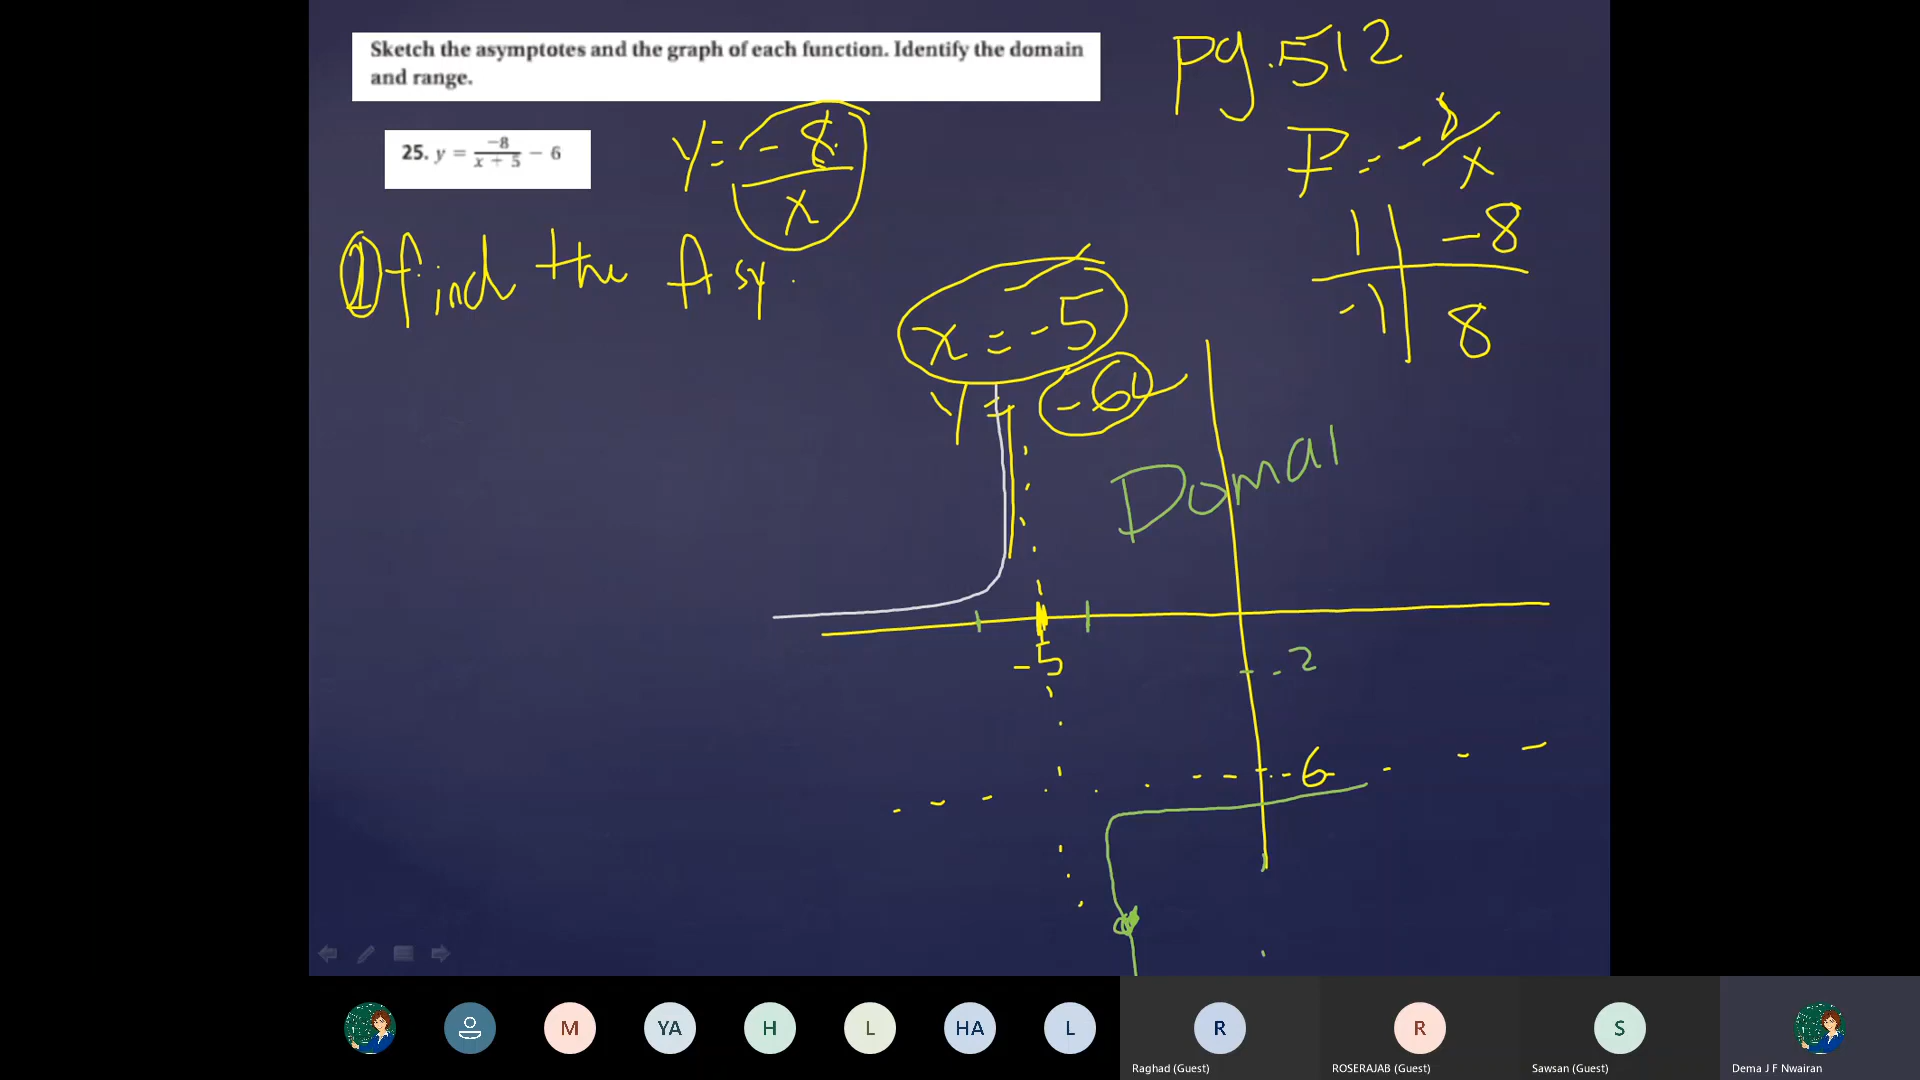 Sketch the asymptotes and the graph of each function. Identify the domain
and range.
pg.512
25. y = -8/(x + 5) - 6
y = -8/x
P = -8/x
1 | -8
-1 | 8
① find the Asy.
x = -5
y = -6
Domai
-5
-2
-6
M
YA
H
L
HA
L
R
R
S
Raghad (Guest)
ROSERAJAB (Guest)
Sawsan (Guest)
Dema J F Nwairan